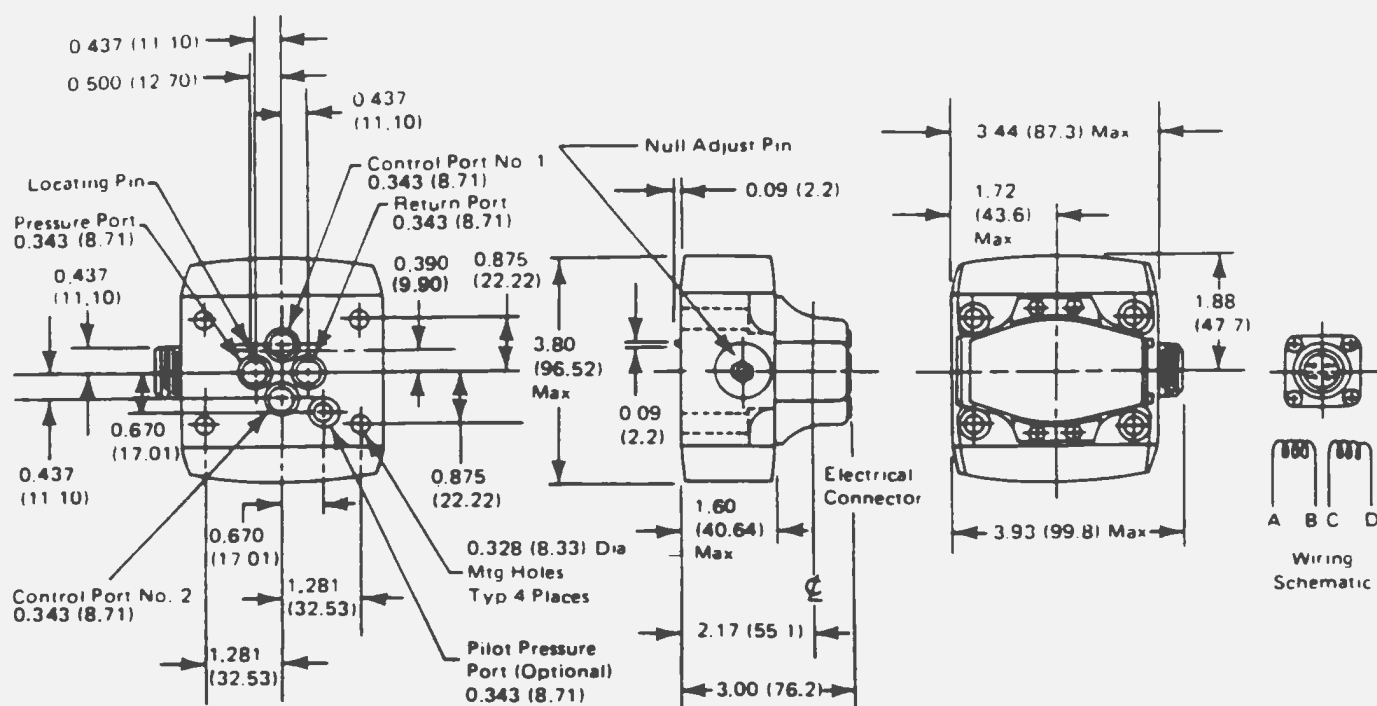 0.437 (11.10)
0.500 (12.70)
0.437
(11.10)
Control Port No. 1
0.343 (8.71)
Return Port
0.343 (8.71)
Locating Pin
Pressure Port
0.343 (8.71)
0.437
(11.10)
0.390
(9.90)
0.875
(22.22)
0.670
(17.01)
0.437
(11.10)
0.875
(22.22)
0.670
(17.01)
0.328 (8.33) Dia
Mtg Holes
Typ 4 Places
Control Port No. 2
0.343 (8.71)
1.281
(32.53)
1.281
(32.53)
Pilot Pressure
Port (Optional)
0.343 (8.71)
Null Adjust Pin
0.09 (2.2)
3.80
(96.52)
Max
0.09
(2.2)
1.60
(40.64)
Max
Electrical
Connector
℄
2.17 (55.1)
3.00 (76.2)
3.44 (87.3) Max
1.72
(43.6)
Max
1.88
(47.7)
3.93 (99.8) Max
A B C D
Wiring
Schematic